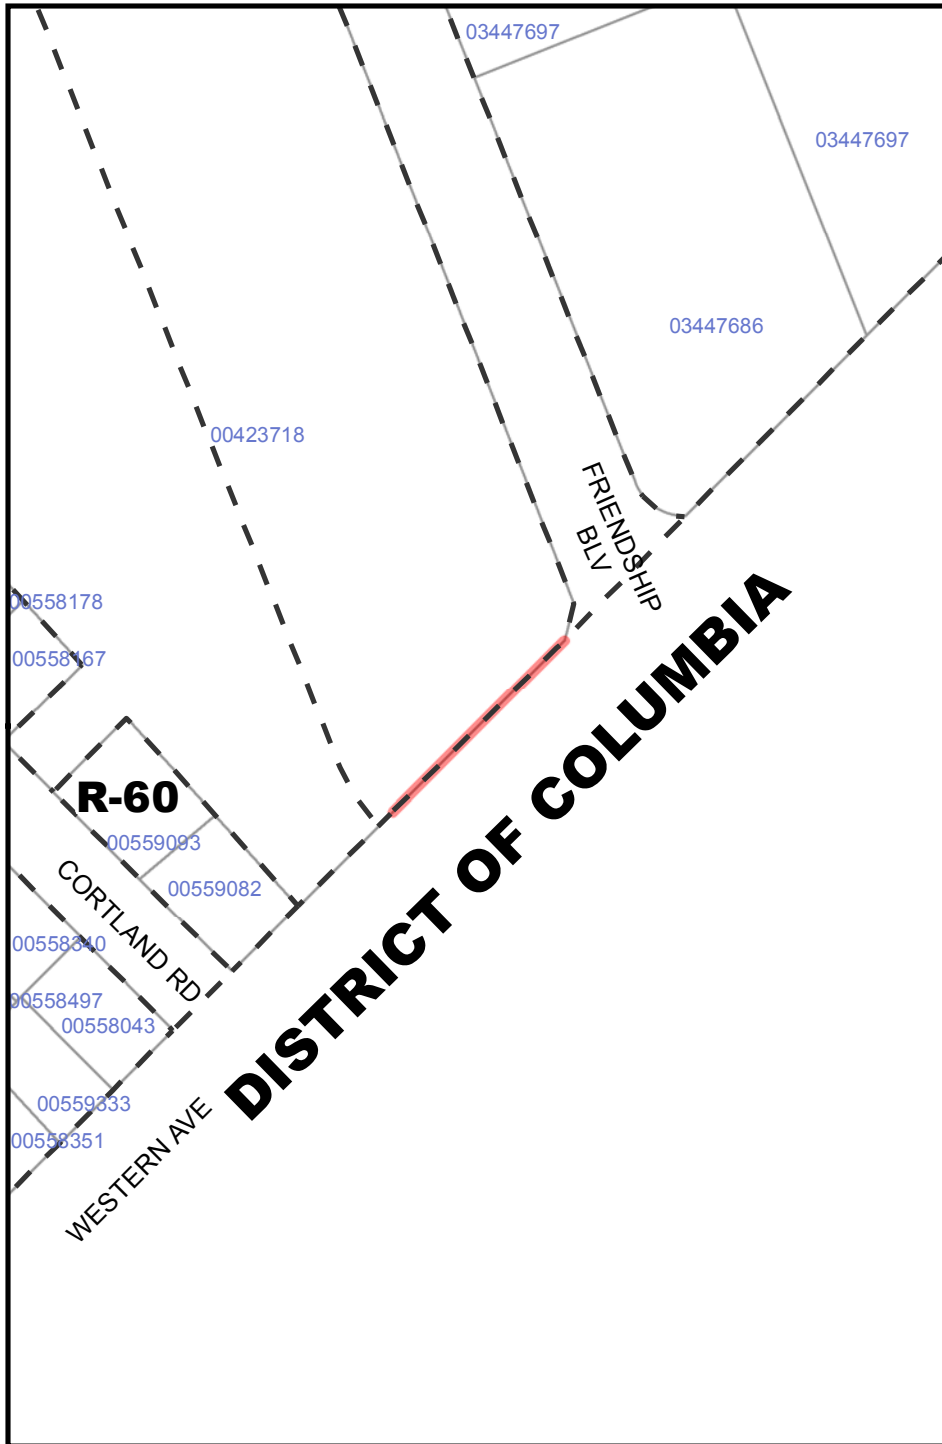 03447697
03447697
03447686
00423718
FRIENDSHIP
BLV
00558178
00558167
R-60
00559093
00559082
CORTLAND RD
00558340
00558497
00558043
00559333
00558351
WESTERN AVE
DISTRICT OF COLUMBIA